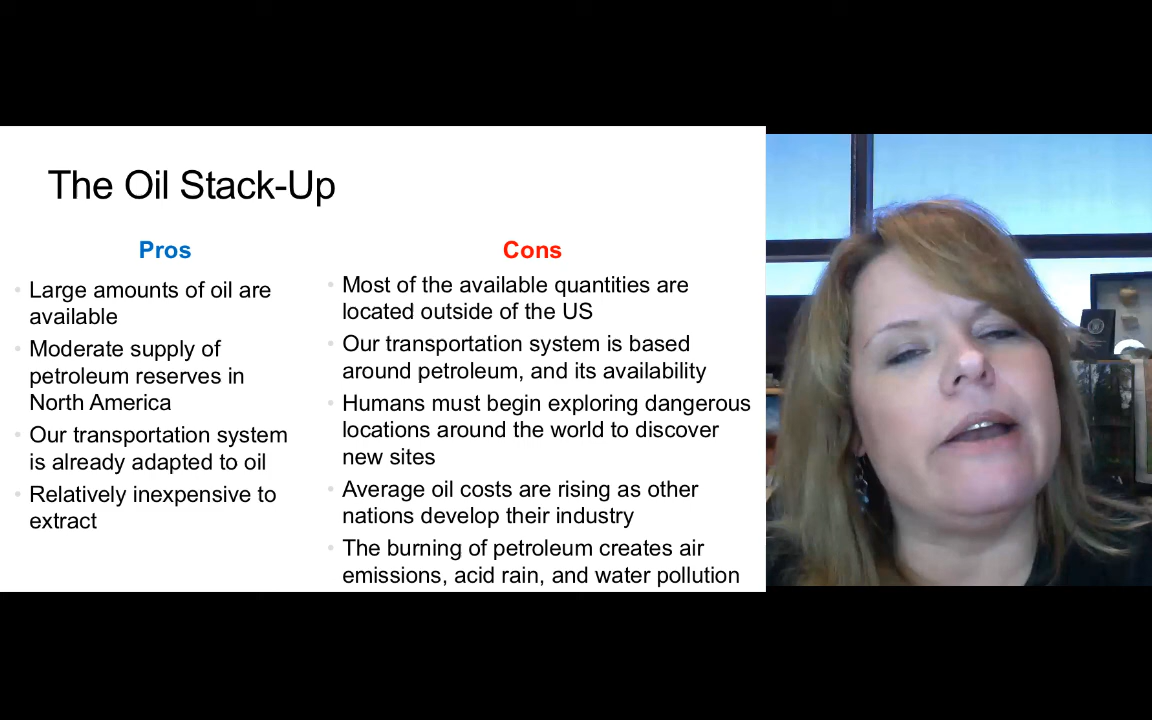 The Oil Stack-Up
Pros
Large amounts of oil are
available
Moderate supply of
petroleum reserves in
North America
Our transportation system
is already adapted to oil
Relatively inexpensive to
extract
Cons
Most of the available quantities are
located outside of the US
Our transportation system is based
around petroleum, and its availability
Humans must begin exploring dangerous
locations around the world to discover
new sites
Average oil costs are rising as other
nations develop their industry
The burning of petroleum creates air
emissions, acid rain, and water pollution